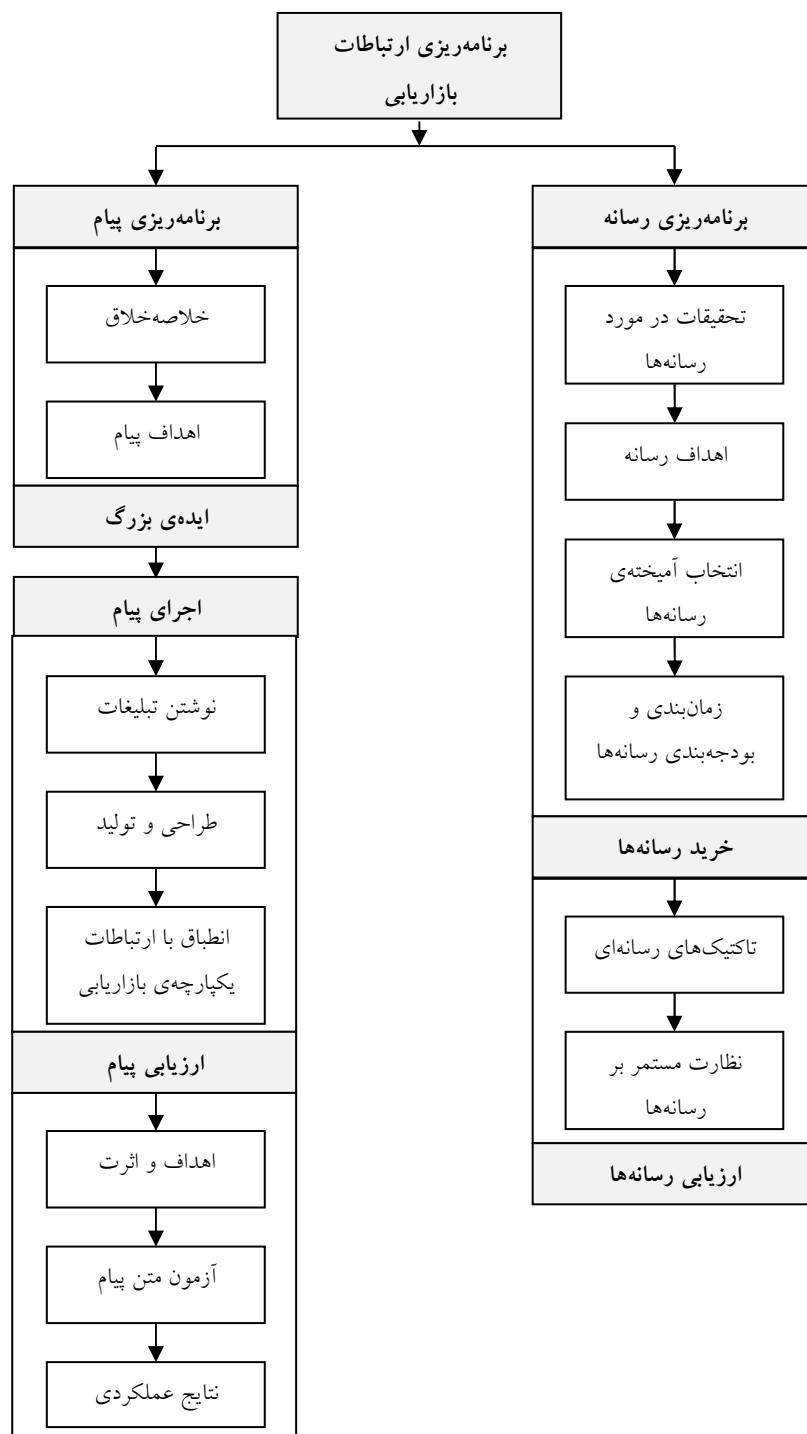 برنامه‌ریزی ارتباطات
بازاریابی
برنامه‌ریزی رسانه
تحقیقات در مورد
رسانه‌ها
اهداف رسانه
انتخاب آمیخته‌ی
رسانه‌ها
زمان‌بندی و
بودجه‌بندی رسانه‌ها
خرید رسانه‌ها
تاکتیک‌های رسانه‌ای
نظارت مستمر بر
رسانه‌ها
ارزیابی رسانه‌ها
برنامه‌ریزی پیام
خلاصه‌خلاق
اهداف پیام
ایده‌ی بزرگ
اجرای پیام
نوشتن تبلیغات
طراحی و تولید
انطباق با ارتباطات
یکپارچه‌ی بازاریابی
ارزیابی پیام
اهداف و اثرت
آزمون متن پیام
نتایج عملکردی